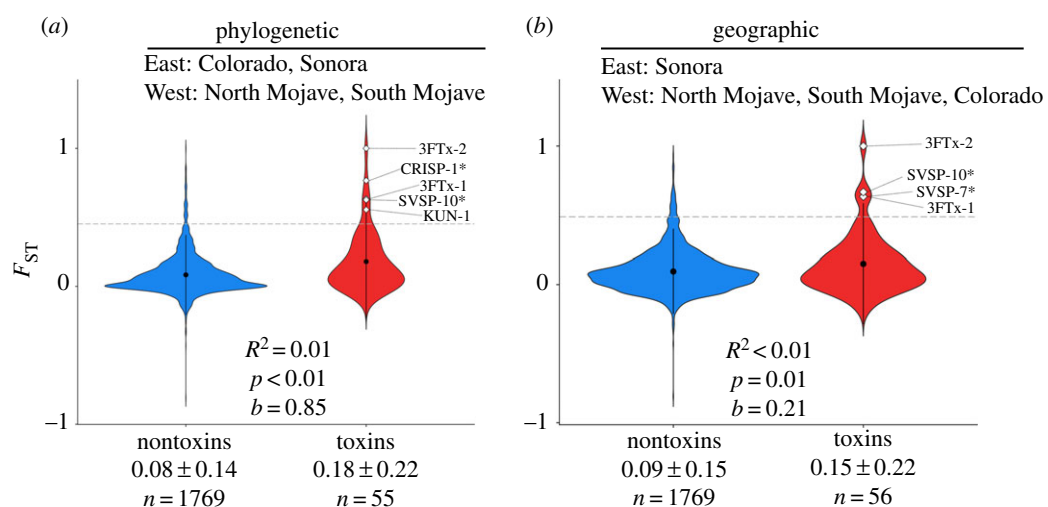 (a)
phylogenetic
East: Colorado, Sonora
West: North Mojave, South Mojave
1
0
−1
F_ST
3FTx-2
CRISP-1*
3FTx-1
SVSP-10*
KUN-1
R² = 0.01
p < 0.01
b = 0.85
nontoxins
0.08 ± 0.14
n = 1769
toxins
0.18 ± 0.22
n = 55
(b)
geographic
East: Sonora
West: North Mojave, South Mojave, Colorado
1
0
−1
3FTx-2
SVSP-10*
SVSP-7*
3FTx-1
R² < 0.01
p = 0.01
b = 0.21
nontoxins
0.09 ± 0.15
n = 1769
toxins
0.15 ± 0.22
n = 56